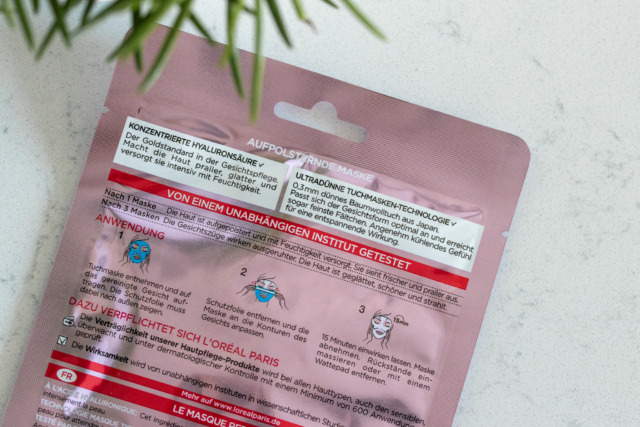 AUFPOLSTERNDE MASKE
KONZENTRIERTE HYALURONSÄURE ✓
Der Goldstandard in der Gesichtspflege.
Macht die Haut praller, glatter und
versorgt sie intensiv mit Feuchtigkeit.
ULTRADÜNNE TUCHMASKEN-TECHNOLOGIE ✓
0,3 mm dünnes Baumwolltuch aus Japan.
Passt sich der Gesichtsform optimal an und erreicht
sogar feinste Fältchen. Angenehm kühlendes Gefühl
für eine entspannende Wirkung.
VON EINEM UNABHÄNGIGEN INSTITUT GETESTET
Nach 1 Maske Die Haut ist aufgepolstert und mit Feuchtigkeit versorgt, sie sieht frischer und praller aus.
Nach 3 Masken Die Gesichtszüge wirken ausgeruhter. Die Haut ist geglättet, schöner und strahlt.
ANWENDUNG
1
Tuchmaske entnehmen und auf
das gereinigte Gesicht auf-
tragen. Die Schutzfolie muss
dabei nach außen zeigen.
2
Schutzfolie entfernen und die
Maske an die Konturen des
Gesichts anpassen.
3
15min
15 Minuten einwirken lassen. Maske
abnehmen. Rückstände ein-
massieren oder mit einem
Wattepad entfernen.
DAZU VERPFLICHTET SICH L'ORÉAL PARIS
Die Verträglichkeit unserer Hautpflege-Produkte wird bei allen Hauttypen, auch den sensiblen,
überwacht und unter dermatologischer Kontrolle mit einem Minimum von 600 Anwendungen
geprüft.
Die Wirksamkeit wird von unabhängigen Instituten in wissenschaftlichen Studien
Mehr auf www.lorealparis.de
FR
LE MASQUE
À L'ACIDE HYALURONIQUE
intensément la peau